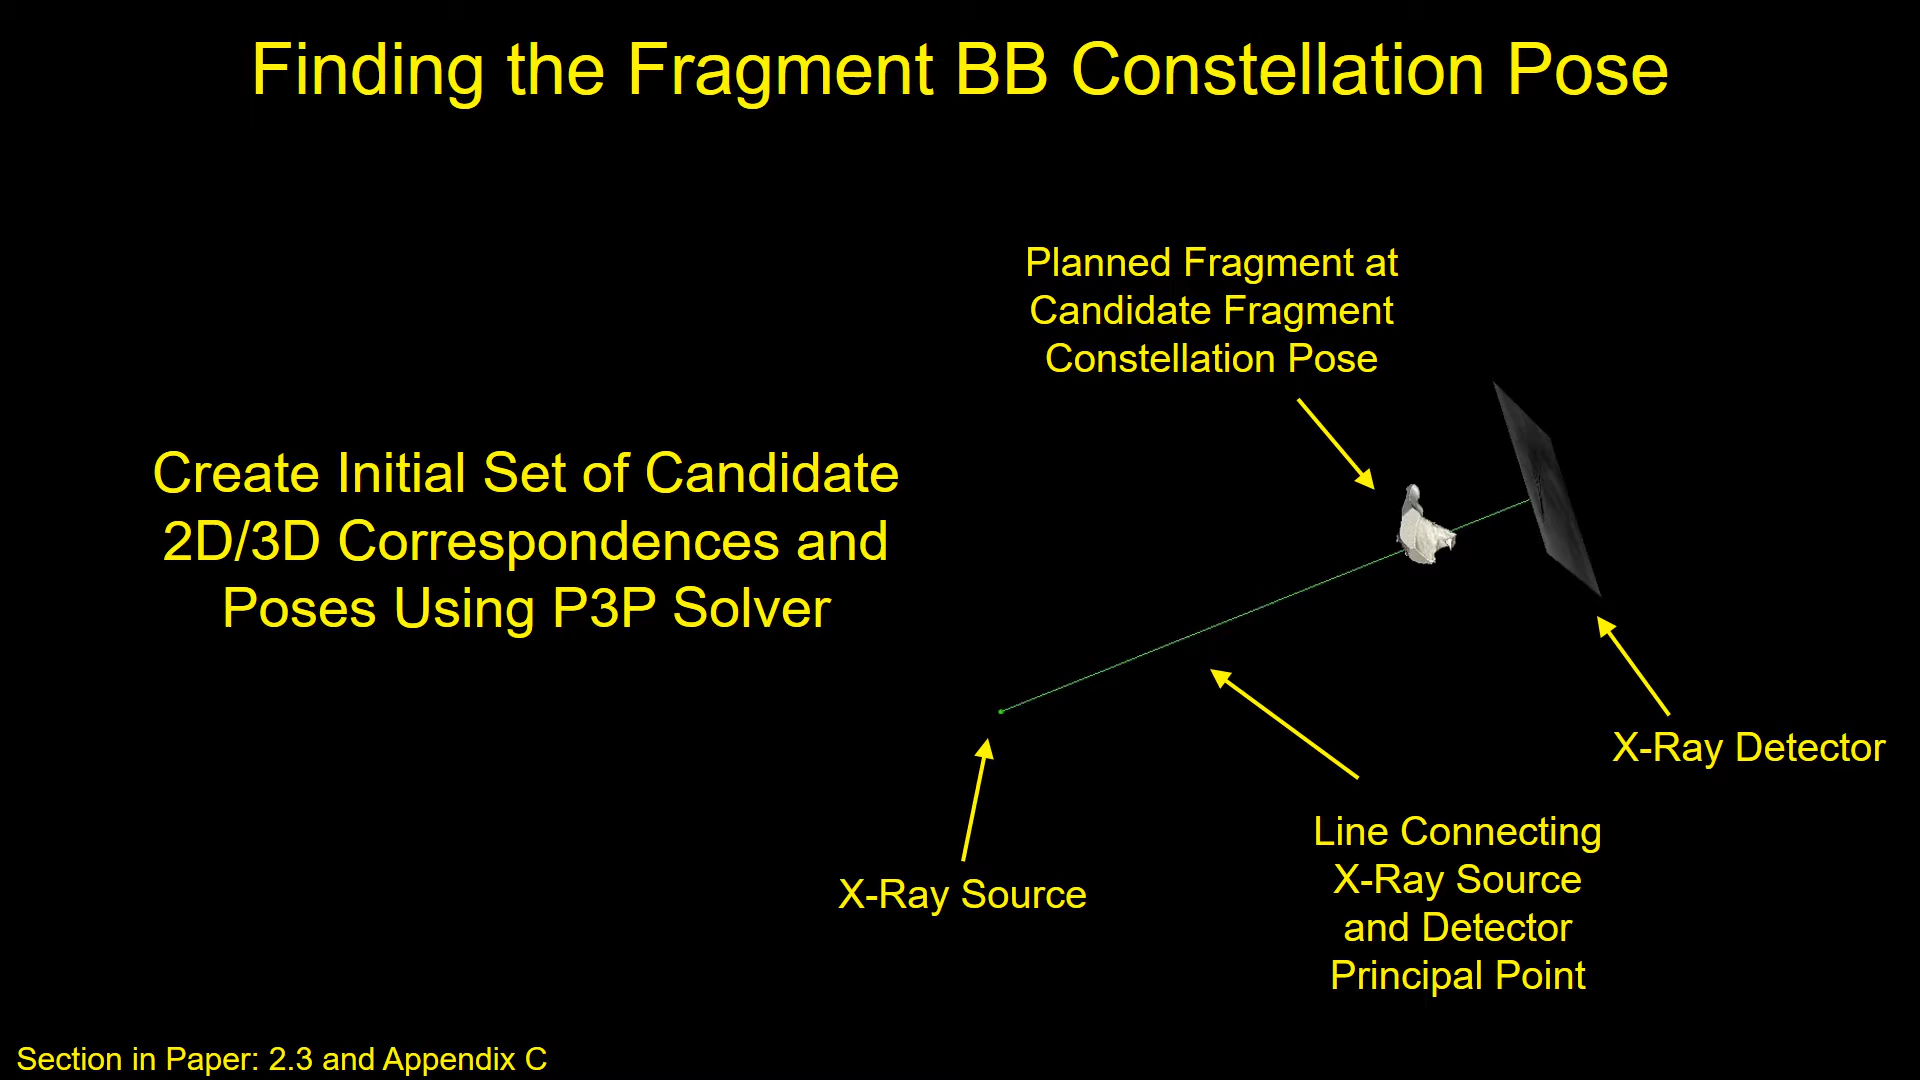 Finding the Fragment BB Constellation Pose
Planned Fragment at
Candidate Fragment
Constellation Pose
Create Initial Set of Candidate
2D/3D Correspondences and
Poses Using P3P Solver
X-Ray Detector
X-Ray Source
Line Connecting
X-Ray Source
and Detector
Principal Point
Section in Paper: 2.3 and Appendix C